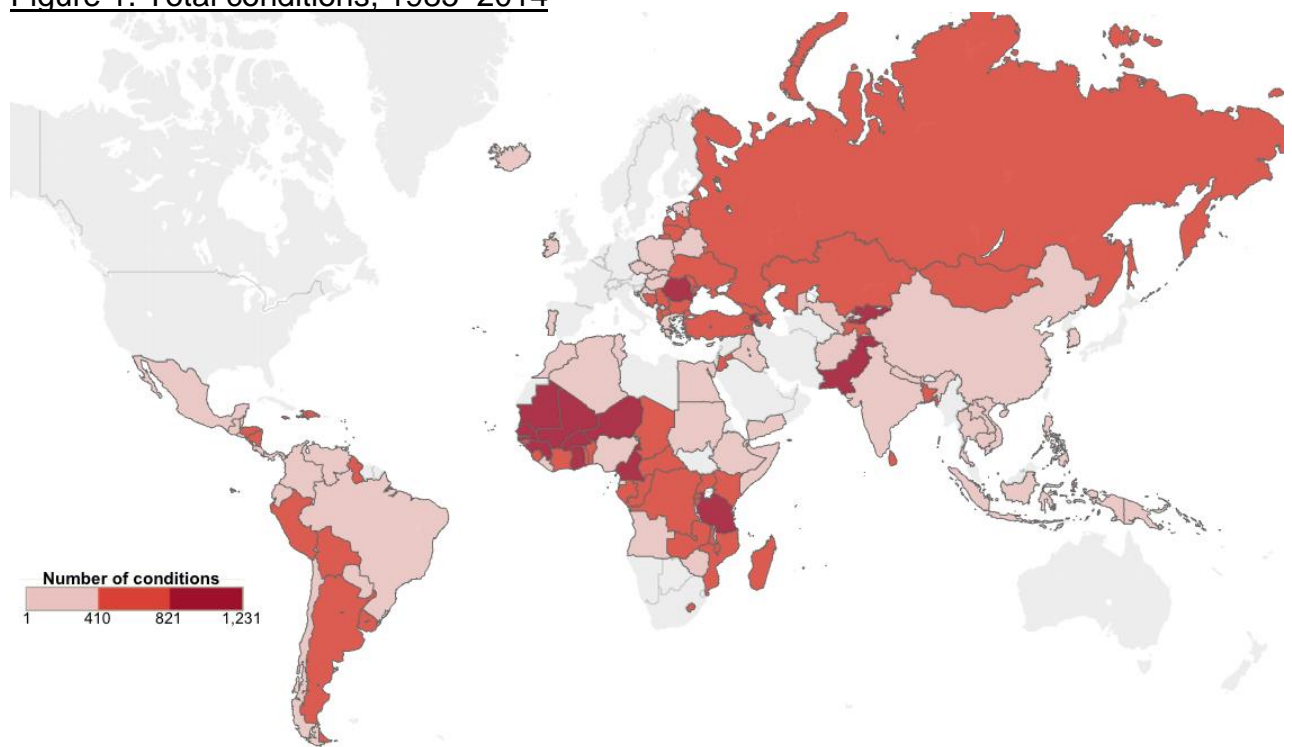 Figure 1. Total conditions, 1985–2014
Number of conditions
1 410 821 1,231